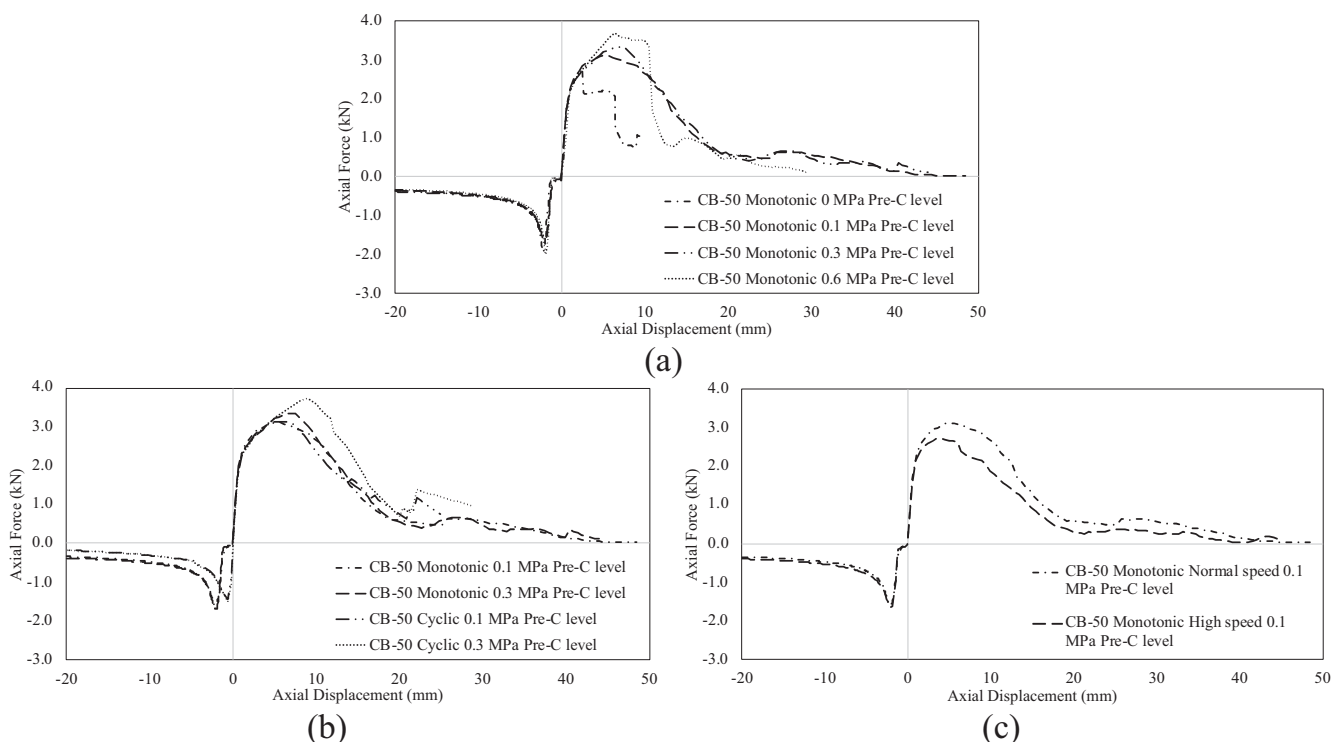 4.0
3.0
2.0
1.0
0.0
-1.0
-2.0
-3.0
Axial Force (kN)
CB-50 Monotonic 0 MPa Pre-C level
CB-50 Monotonic 0.1 MPa Pre-C level
CB-50 Monotonic 0.3 MPa Pre-C level
CB-50 Monotonic 0.6 MPa Pre-C level
-20 -10 0 10 20 30 40 50
Axial Displacement (mm)
(a)
4.0
3.0
2.0
1.0
0.0
-1.0
-2.0
-3.0
Axial Force (kN)
CB-50 Monotonic 0.1 MPa Pre-C level
CB-50 Monotonic 0.3 MPa Pre-C level
CB-50 Cyclic 0.1 MPa Pre-C level
CB-50 Cyclic 0.3 MPa Pre-C level
-20 -10 0 10 20 30 40 50
Axial Displacement (mm)
(b)
4.0
3.0
2.0
1.0
0.0
-1.0
-2.0
-3.0
Axial Force (kN)
CB-50 Monotonic Normal speed 0.1
MPa Pre-C level
CB-50 Monotonic High speed 0.1
MPa Pre-C level
-20 -10 0 10 20 30 40 50
Axial Displacement (mm)
(c)